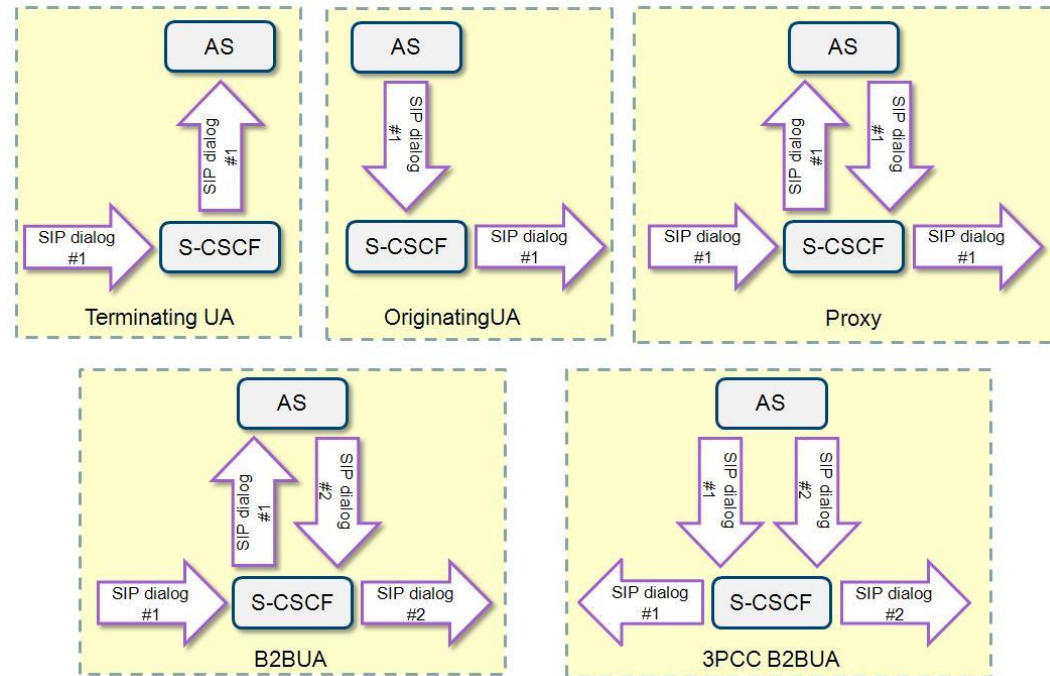 AS
SIP dialog
#1
SIP dialog
#1
S-CSCF
Terminating UA
AS
SIP dialog
#1
S-CSCF
SIP dialog
#1
OriginatingUA
AS
SIP dialog
#1
SIP dialog
#1
SIP dialog
#1
S-CSCF
SIP dialog
#1
Proxy
AS
SIP dialog
#1
SIP dialog
#2
SIP dialog
#1
S-CSCF
SIP dialog
#2
B2BUA
AS
SIP dialog
#1
SIP dialog
#2
SIP dialog
#1
S-CSCF
SIP dialog
#2
3PCC B2BUA